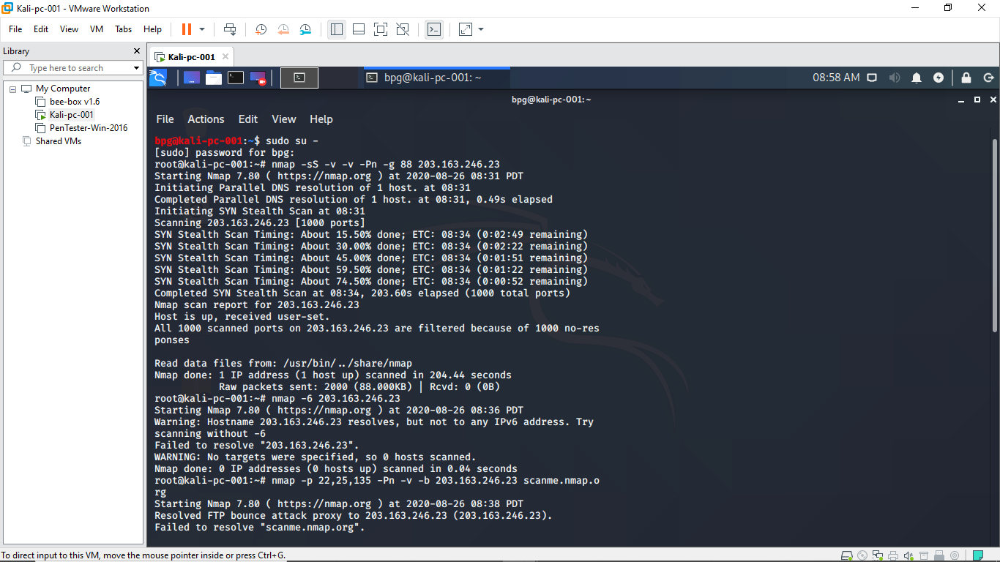 Kali-pc-001 - VMware Workstation
File Edit View VM Tabs Help
Library
Type here to search
My Computer
bee-box v1.6
Kali-pc-001
PenTester-Win-2016
Shared VMs
Kali-pc-001
bpg@kali-pc-001: ~
08:58 AM
bpg@kali-pc-001: ~
File Actions Edit View Help
bpg@kali-pc-001:~$ sudo su -
[sudo] password for bpg:
root@kali-pc-001:~# nmap -sS -v -v -Pn -g 88 203.163.246.23
Starting Nmap 7.80 ( https://nmap.org ) at 2020-08-26 08:31 PDT
Initiating Parallel DNS resolution of 1 host. at 08:31
Completed Parallel DNS resolution of 1 host. at 08:31, 0.49s elapsed
Initiating SYN Stealth Scan at 08:31
Scanning 203.163.246.23 [1000 ports]
SYN Stealth Scan Timing: About 15.50% done; ETC: 08:34 (0:02:49 remaining)
SYN Stealth Scan Timing: About 30.00% done; ETC: 08:34 (0:02:22 remaining)
SYN Stealth Scan Timing: About 45.00% done; ETC: 08:34 (0:01:51 remaining)
SYN Stealth Scan Timing: About 59.50% done; ETC: 08:34 (0:01:22 remaining)
SYN Stealth Scan Timing: About 74.50% done; ETC: 08:34 (0:00:52 remaining)
Completed SYN Stealth Scan at 08:34, 203.60s elapsed (1000 total ports)
Nmap scan report for 203.163.246.23
Host is up, received user-set.
All 1000 scanned ports on 203.163.246.23 are filtered because of 1000 no-res
ponses
Read data files from: /usr/bin/../share/nmap
Nmap done: 1 IP address (1 host up) scanned in 204.44 seconds
Raw packets sent: 2000 (88.000KB) | Rcvd: 0 (0B)
root@kali-pc-001:~# nmap -6 203.163.246.23
Starting Nmap 7.80 ( https://nmap.org ) at 2020-08-26 08:36 PDT
Warning: Hostname 203.163.246.23 resolves, but not to any IPv6 address. Try
scanning without -6
Failed to resolve "203.163.246.23".
WARNING: No targets were specified, so 0 hosts scanned.
Nmap done: 0 IP addresses (0 hosts up) scanned in 0.04 seconds
root@kali-pc-001:~# nmap -p 22,25,135 -Pn -v -b 203.163.246.23 scanme.nmap.o
rg
Starting Nmap 7.80 ( https://nmap.org ) at 2020-08-26 08:38 PDT
Resolved FTP bounce attack proxy to 203.163.246.23 (203.163.246.23).
Failed to resolve "scanme.nmap.org".
To direct input to this VM, move the mouse pointer inside or press Ctrl+G.